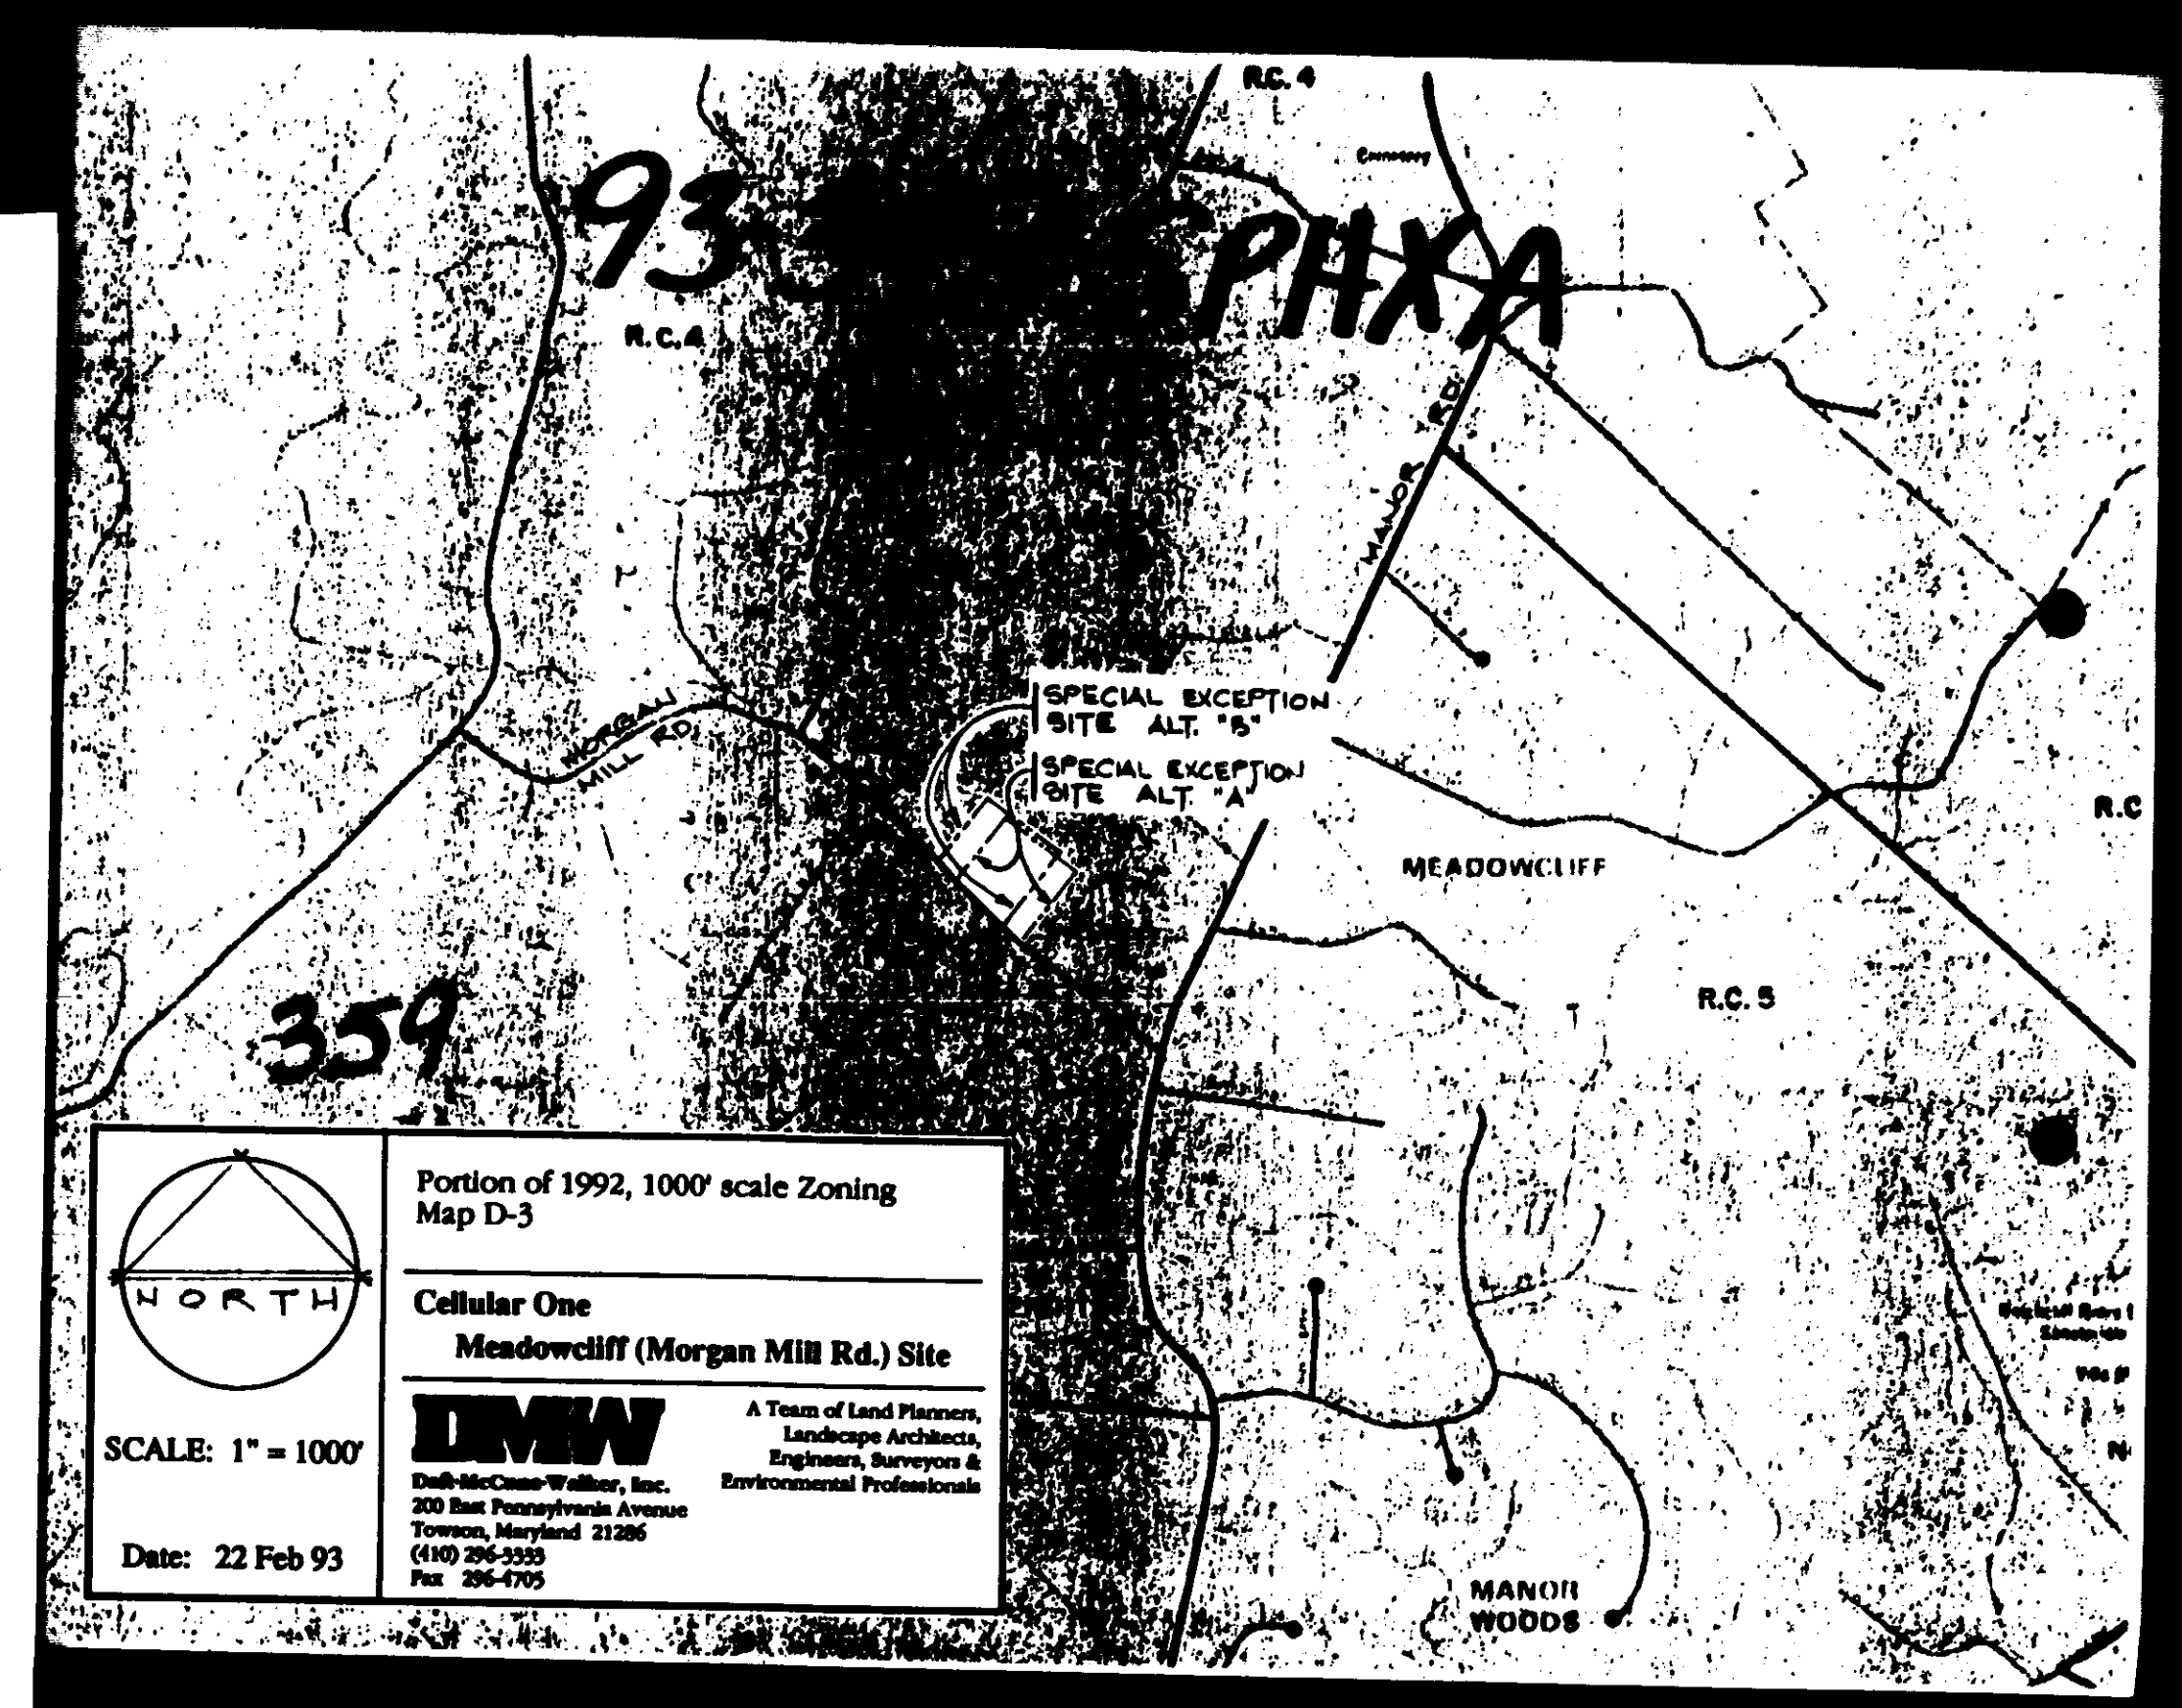 R.C. 4
Cemetery
93
SPHXA
R.C.4
MANOR RD.
SPECIAL EXCEPTION
SITE ALT. "B"
MORGAN
MILL RD.
SPECIAL EXCEPTION
SITE ALT. "A"
R.C
MEADOWCLIFF
R.C. 5
359
Portion of 1992, 1000' scale Zoning
Map D-3
NORTH
Cellular One
Meadowcliff (Morgan Mill Rd.) Site
DMW
A Team of Land Planners,
Landscape Architects,
Engineers, Surveyors &
Environmental Professionals
SCALE: 1" = 1000'
Daft-McCune-Walker, Inc.
200 East Pennsylvania Avenue
Towson, Maryland 21286
(410) 296-3333
Fax 296-4705
Date: 22 Feb 93
MANOR
WOODS